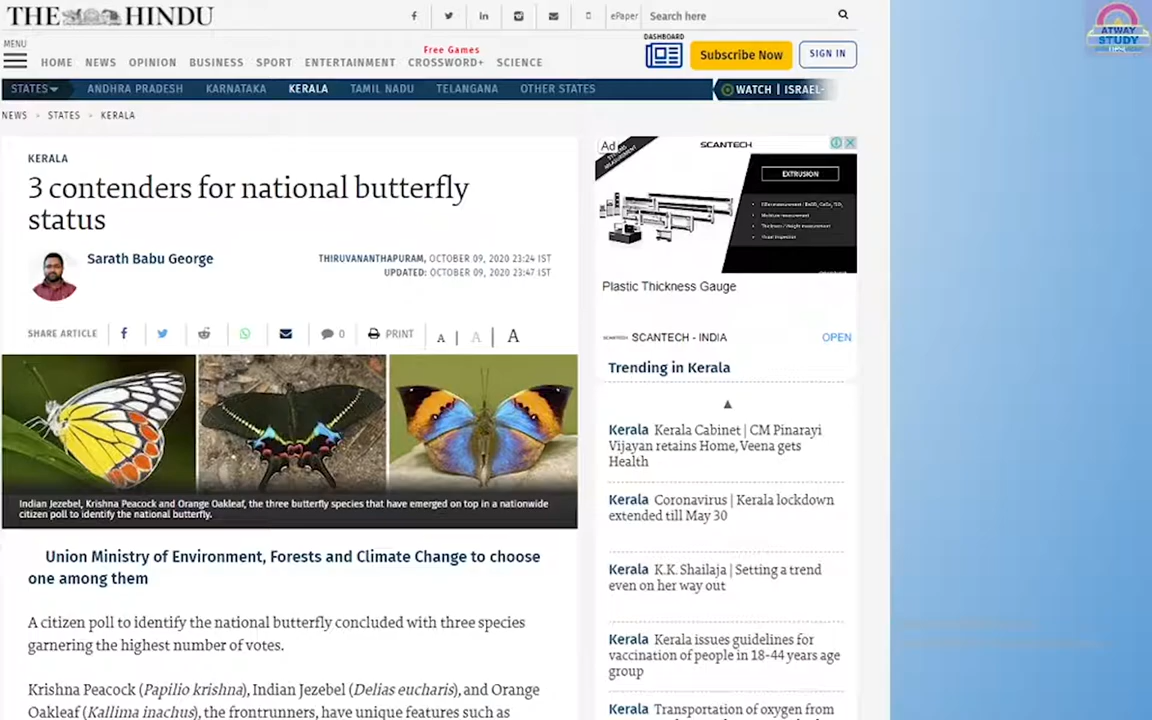 THE HINDU
ePaper
Search here
ATWAY
STUDY
MENU
HOME
NEWS
OPINION
BUSINESS
SPORT
ENTERTAINMENT
Free Games
CROSSWORD+
SCIENCE
DASHBOARD
Subscribe Now
SIGN IN
STATES
ANDHRA PRADESH
KARNATAKA
KERALA
TAMIL NADU
TELANGANA
OTHER STATES
WATCH | ISRAEL-
NEWS > STATES > KERALA
KERALA
3 contenders for national butterfly
status
Sarath Babu George
THIRUVANANTHAPURAM, OCTOBER 09, 2020 23:24 IST
UPDATED: OCTOBER 09, 2020 23:47 IST
SHARE ARTICLE
0
PRINT
A | A | A
Indian Jezebel, Krishna Peacock and Orange Oakleaf, the three butterfly species that have emerged on top in a nationwide
citizen poll to identify the national butterfly.
Union Ministry of Environment, Forests and Climate Change to choose
one among them
A citizen poll to identify the national butterfly concluded with three species
garnering the highest number of votes.
Krishna Peacock (Papilio krishna), Indian Jezebel (Delias eucharis), and Orange
Oakleaf (Kallima inachus), the frontrunners, have unique features such as
Ad
SCANTECH
EXTRUSION
Plastic Thickness Gauge
SCANTECH SCANTECH - INDIA
OPEN
Trending in Kerala
Kerala Kerala Cabinet | CM Pinarayi
Vijayan retains Home, Veena gets
Health
Kerala Coronavirus | Kerala lockdown
extended till May 30
Kerala K.K. Shailaja | Setting a trend
even on her way out
Kerala Kerala issues guidelines for
vaccination of people in 18-44 years age
group
Kerala Transportation of oxygen from